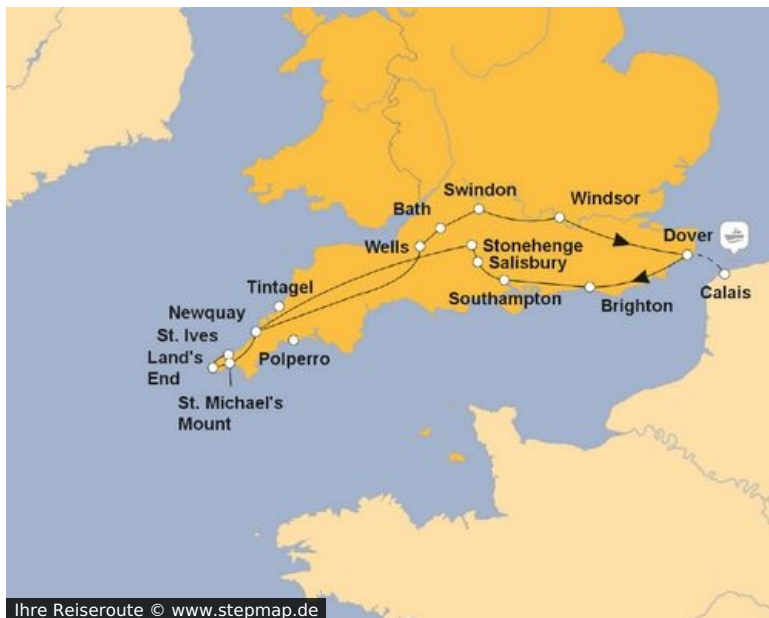 Swindon
Windsor
Bath
Dover
Wells
Stonehenge
Salisbury
Tintagel
Southampton
Calais
Brighton
Newquay
St. Ives
Land's
End
Polperro
St. Michael's
Mount
Ihre Reiseroute © www.stepmap.de